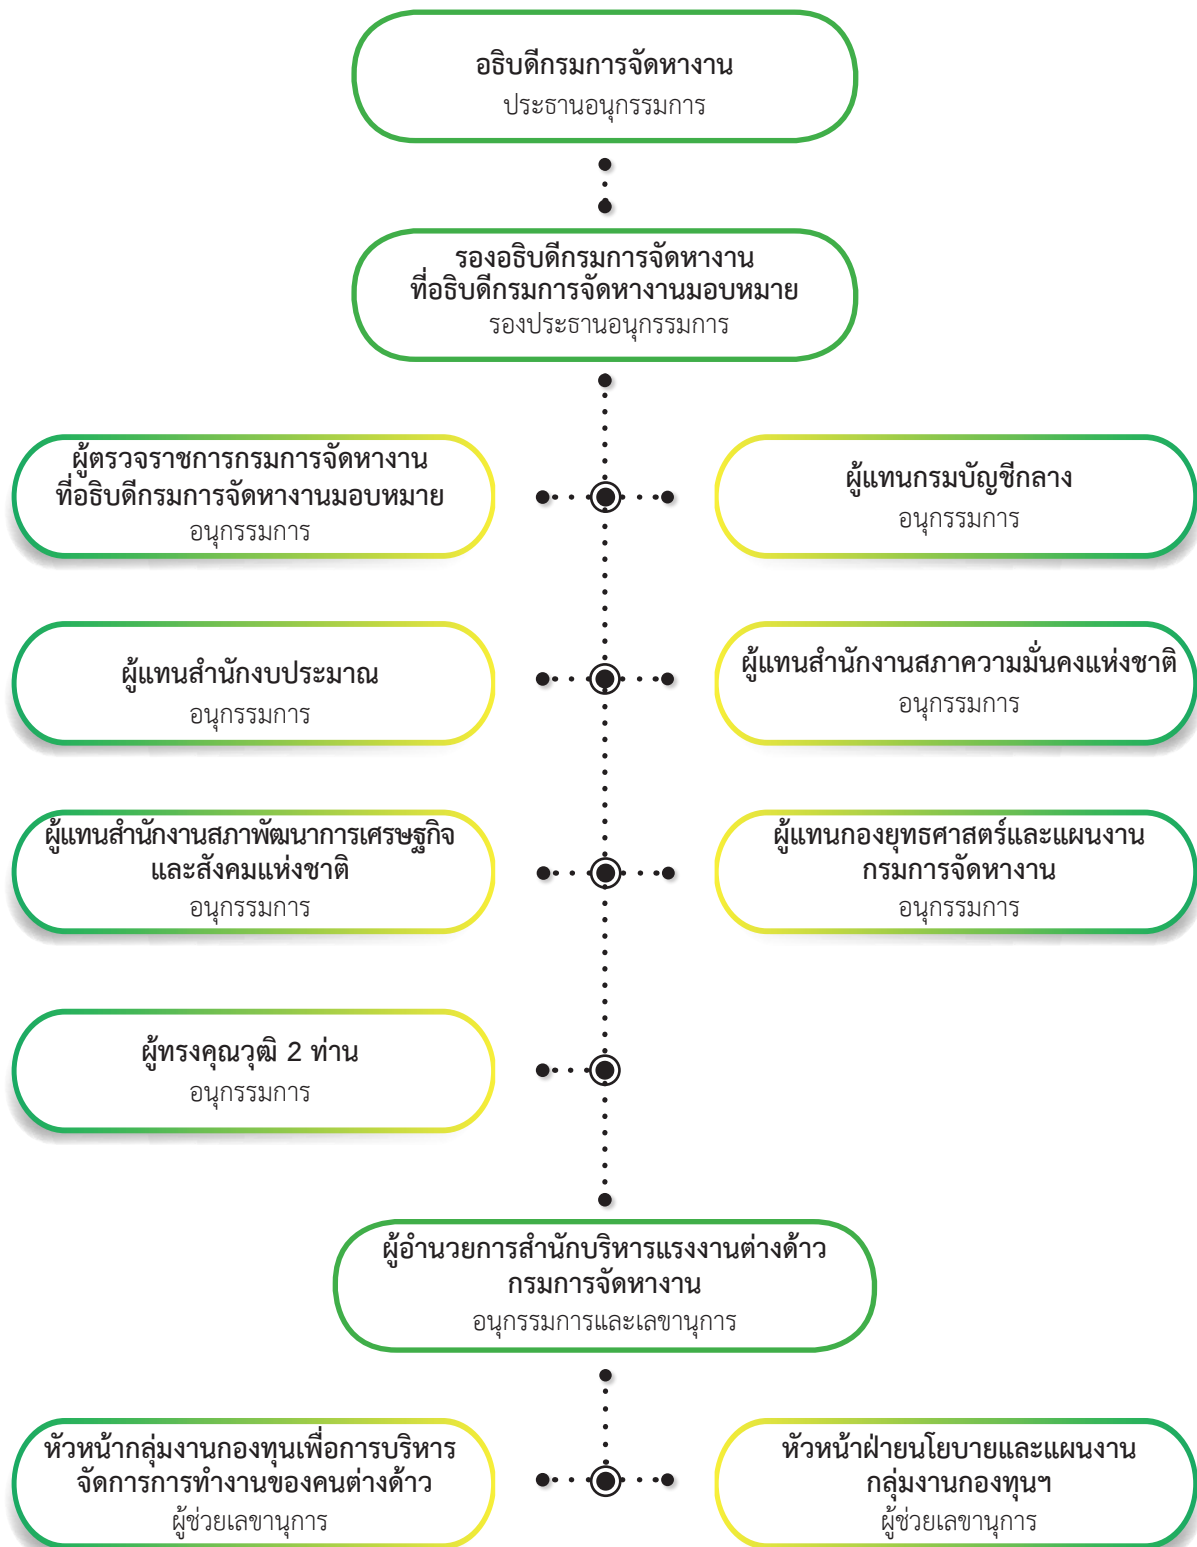 อธิบดีกรมการจัดหางาน
ประธานอนุกรรมการ
รองอธิบดีกรมการจัดหางาน
ที่อธิบดีกรมการจัดหางานมอบหมาย
รองประธานอนุกรรมการ
ผู้ตรวจราชการกรมการจัดหางาน
ที่อธิบดีกรมการจัดหางานมอบหมาย
อนุกรรมการ
ผู้แทนกรมบัญชีกลาง
อนุกรรมการ
ผู้แทนสำนักงบประมาณ
อนุกรรมการ
ผู้แทนสำนักงานสภาความมั่นคงแห่งชาติ
อนุกรรมการ
ผู้แทนสำนักงานสภาพัฒนาการเศรษฐกิจ
และสังคมแห่งชาติ
อนุกรรมการ
ผู้แทนกองยุทธศาสตร์และแผนงาน
กรมการจัดหางาน
อนุกรรมการ
ผู้ทรงคุณวุฒิ 2 ท่าน
อนุกรรมการ
ผู้อำนวยการสำนักบริหารแรงงานต่างด้าว
กรมการจัดหางาน
อนุกรรมการและเลขานุการ
หัวหน้ากลุ่มงานกองทุนเพื่อการบริหาร
จัดการการทำงานของคนต่างด้าว
ผู้ช่วยเลขานุการ
หัวหน้าฝ่ายนโยบายและแผนงาน
กลุ่มงานกองทุนฯ
ผู้ช่วยเลขานุการ